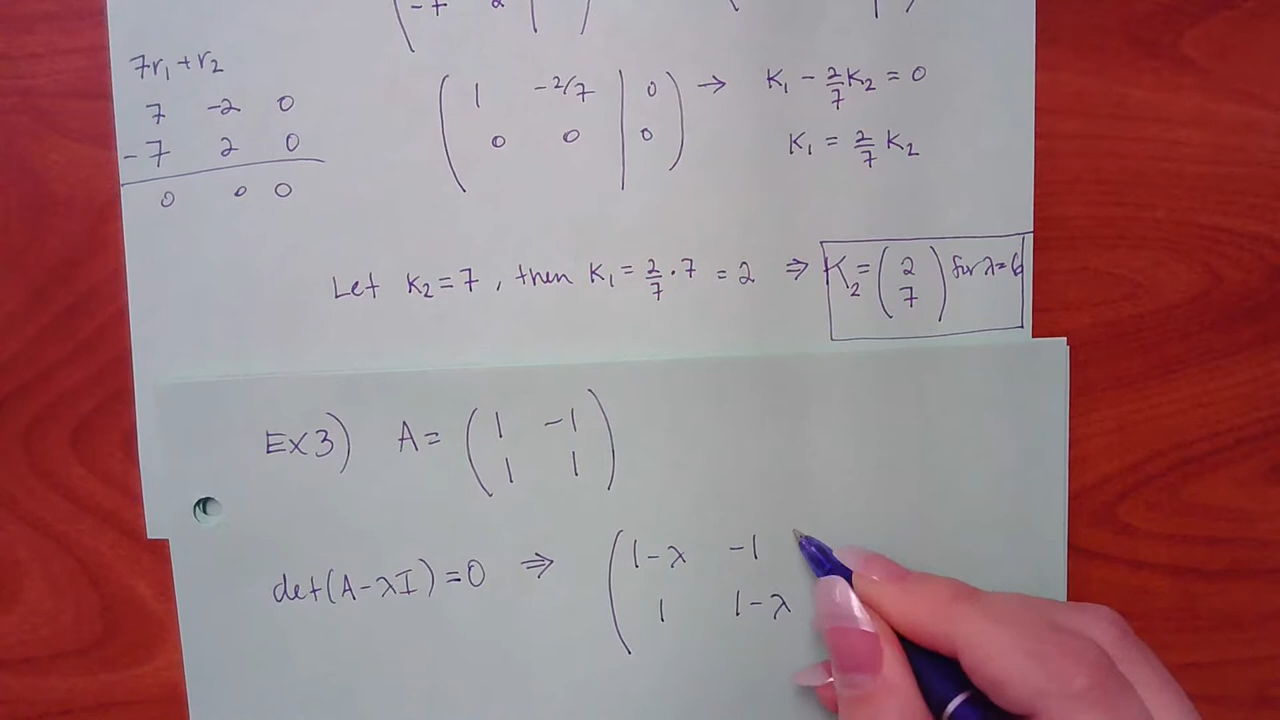 7r₁+r₂
7 -2 0
-7 2 0
0 0 0
( 1 -2/7 | 0 ) → K₁ - 2/7 K₂ = 0
( 0 0 | 0 )
K₁ = 2/7 K₂
Let K₂=7, then K₁ = 2/7 · 7 = 2 ⇒ K₂ = ( 2 7 ) for λ=6
EX3) A = ( 1 -1 )
( 1 1 )
det(A-λI)=0 ⇒ ( 1-λ -1
1 1-λ